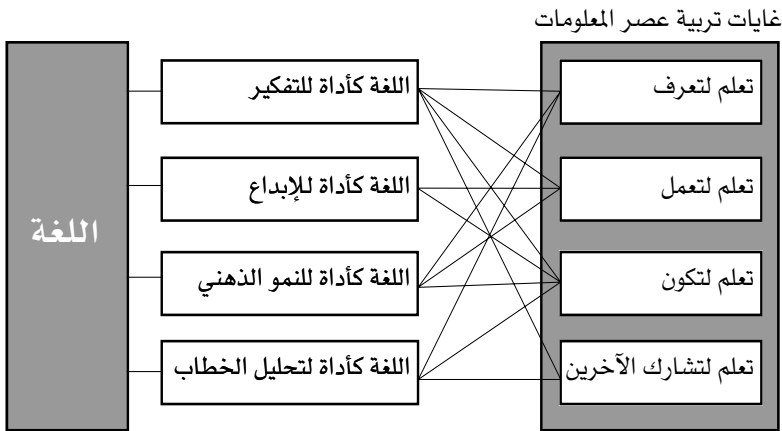 غايات تربية عصر المعلومات
تعلم لتعرف
تعلم لتعمل
تعلم لتكون
تعلم لتشارك الآخرين
اللغة كأداة للتفكير
اللغة كأداة للإبداع
اللغة كأداة للنمو الذهني
اللغة كأداة لتحليل الخطاب
اللغة